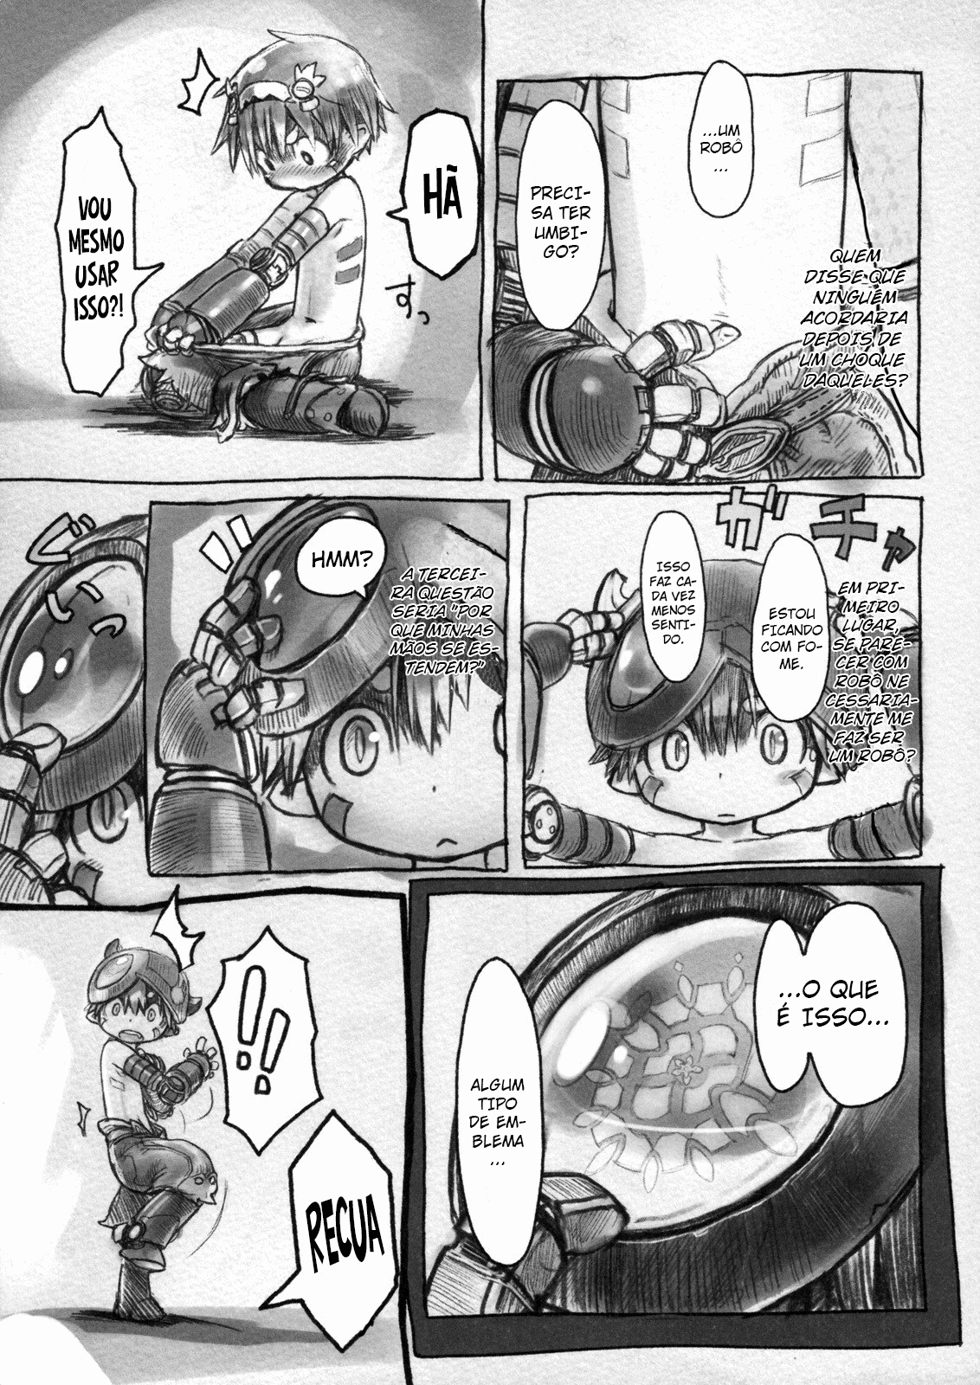 ...UM
ROBÔ
...
PRECI-
SA TER
UMBI-
GO?
QUEM
DISSE QUE
NINGUÉM
ACORDARIA
DEPOIS DE
UM CHOQUE
DAQUELES?
HÃ
VOU
MESMO
USAR
ISSO?!
すっ
ガチャ
EM PRI-
MEIRO
LUGAR,
SE PARE-
CER COM
ROBÔ NE
CESSARIA-
MENTE ME
FAZ SER
UM ROBÔ?
ESTOU
FICANDO
COM FO-
ME.
ISSO
FAZ CA-
DA VEZ
MENOS
SENTI-
DO.
A TERCEI-
RA QUESTÃO
SERIA "POR
QUE MINHAS
MÃOS SE ES-
TENDEM?"
HMM?
...O QUE
É ISSO...
ALGUM
TIPO
DE EM-
BLEMA
...
!!
RECUA